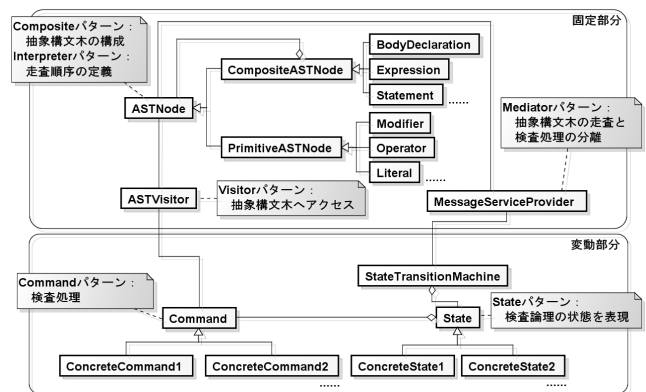 Compositeパターン：
抽象構文木の構成
Interpreterパターン：
走査順序の定義
固定部分
BodyDeclaration
CompositeASTNode
Expression
Statement
......
ASTNode
Modifier
PrimitiveASTNode
Operator
Literal
......
Mediatorパターン：
抽象構文木の走査と
検査処理の分離
ASTVisitor
Visitorパターン：
抽象構文木へアクセス
MessageServiceProvider
変動部分
Commandパターン：
検査処理
StateTransitionMachine
Stateパターン：
検査論理の状態を表現
Command
State
ConcreteCommand1
ConcreteCommand2
......
ConcreteState1
ConcreteState2
......